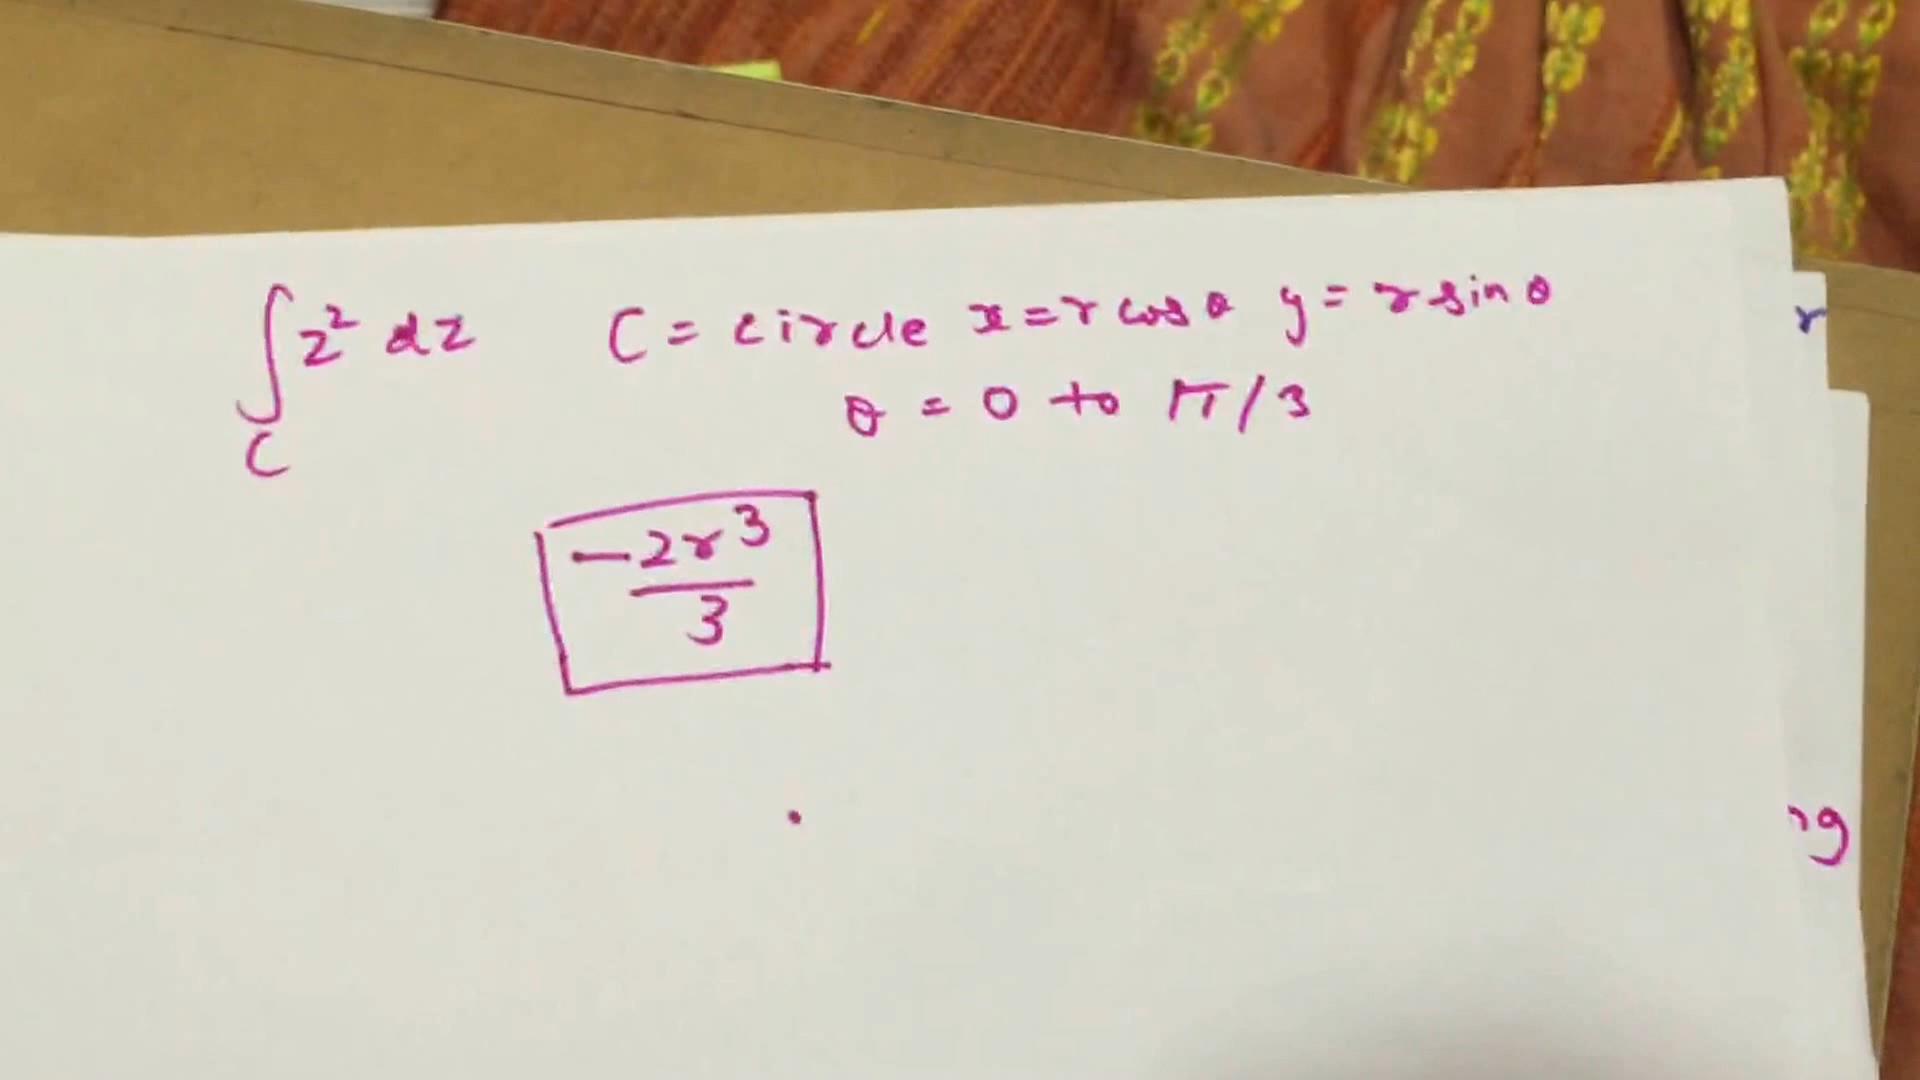 ∫_C z² dz C = circle x = r cos θ y = r sin θ
θ = 0 to π/3
-2r³/3
r
g